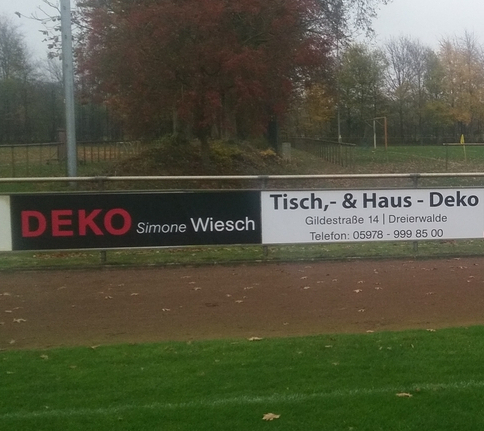 DEKO Simone Wiesch
Tisch,- & Haus - Deko
Gildestraße 14 | Dreierwalde
Telefon: 05978 - 999 85 00